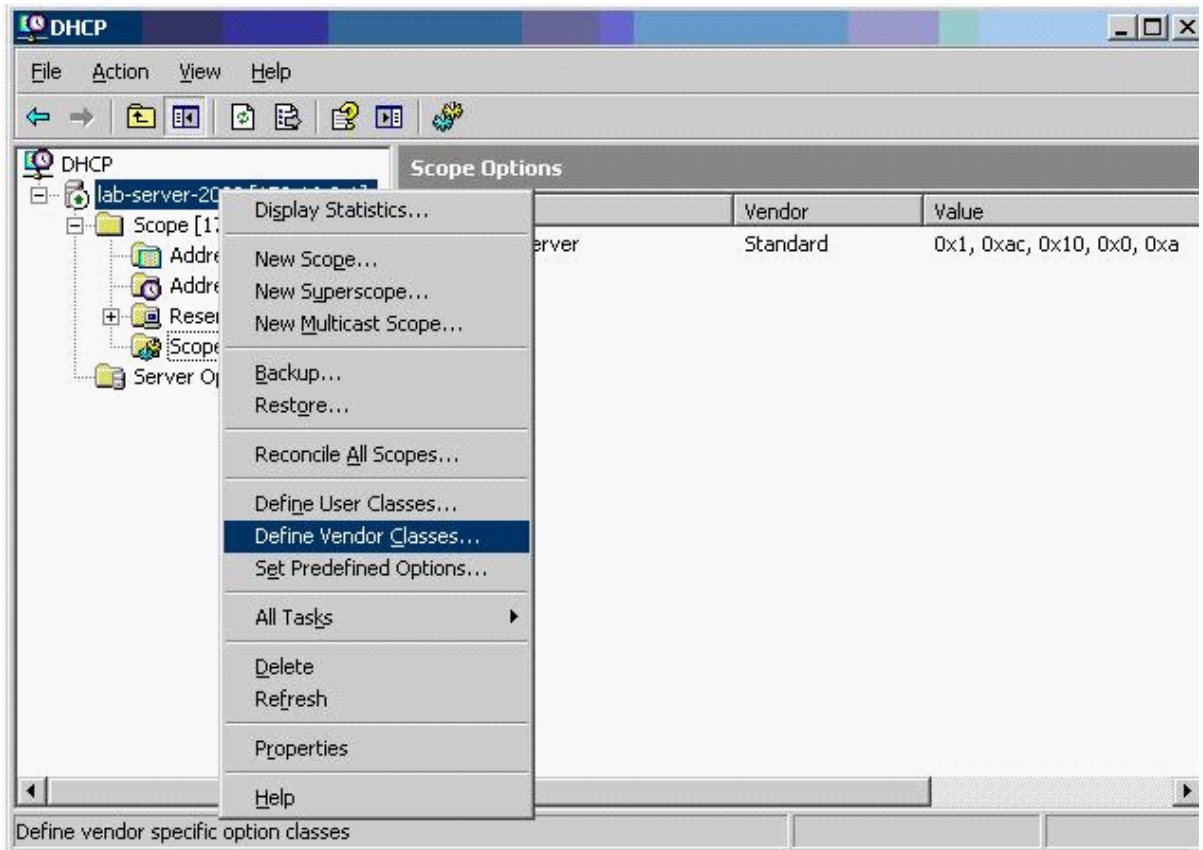 DHCP
File Action View Help
DHCP
lab-server-20
Scope [17
Addre
Addre
Reser
Scope
Server Op
Scope Options
Vendor Value
erver Standard 0x1, 0xac, 0x10, 0x0, 0xa
Display Statistics...
New Scope...
New Superscope...
New Multicast Scope...
Backup...
Restore...
Reconcile All Scopes...
Define User Classes...
Define Vendor Classes...
Set Predefined Options...
All Tasks
Delete
Refresh
Properties
Help
Define vendor specific option classes